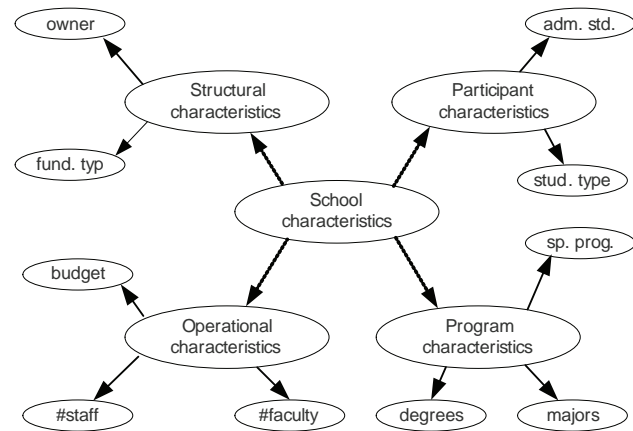 owner
adm. std.
Structural
characteristics
Participant
characteristics
fund. typ
stud. type
School
characteristics
sp. prog.
budget
Operational
characteristics
Program
characteristics
#staff
#faculty
degrees
majors